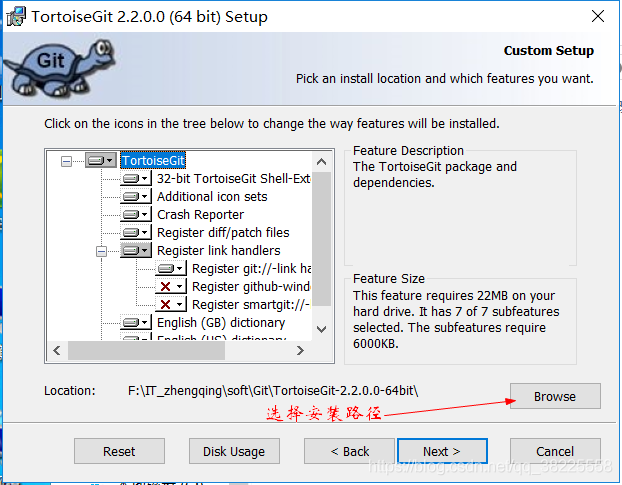 TortoiseGit 2.2.0.0 (64 bit) Setup
Git
Custom Setup
Pick an install location and which features you want.
Click on the icons in the tree below to change the way features will be installed.
TortoiseGit
32-bit TortoiseGit Shell-Ext
Additional icon sets
Crash Reporter
Register diff/patch files
Register link handlers
Register git://-link ha
Register github-wind
Register smartgit://-
English (GB) dictionary
English (US) dictionary
Feature Description
The TortoiseGit package and
dependencies.
Feature Size
This feature requires 22MB on your
hard drive. It has 7 of 7 subfeatures
selected. The subfeatures require
6000KB.
Location: F:\IT_zhengqing\soft\Git\TortoiseGit-2.2.0.0-64bit\
Browse
选择安装路径
Reset Disk Usage < Back Next > Cancel
https://blog.csdn.net/qq_38225558